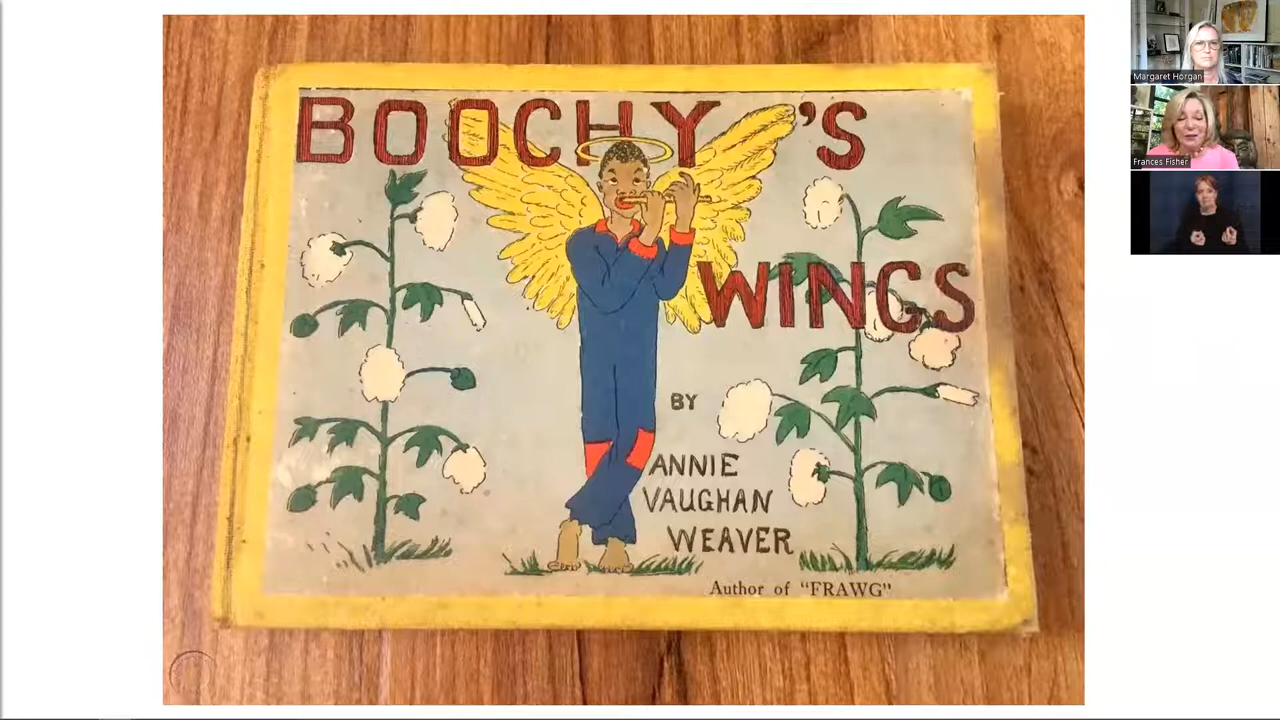 BOOCHY'S
WINGS
BY
ANNIE
VAUGHAN
WEAVER
Author of "FRAWG"
Margaret Horgan
Frances Fisher